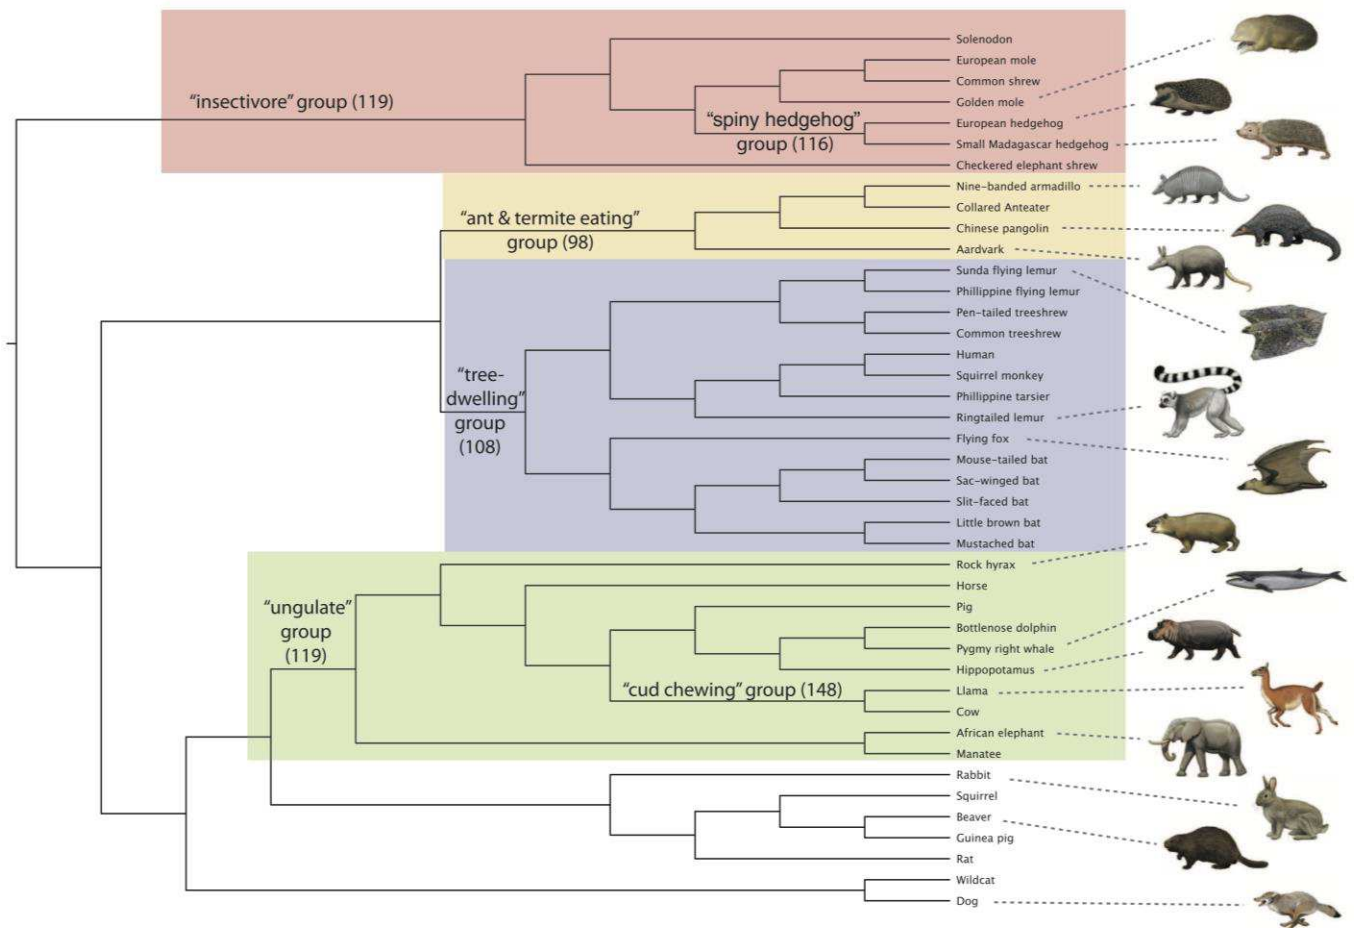 Solenodon
European mole
Common shrew
"insectivore" group (119)
Golden mole
"spiny hedgehog"
group (116)
European hedgehog
Small Madagascar hedgehog
Checkered elephant shrew
Nine-banded armadillo
"ant & termite eating"
group (98)
Collared Anteater
Chinese pangolin
Aardvark
Sunda flying lemur
Phillippine flying lemur
Pen-tailed treeshrew
Common treeshrew
"tree-
dwelling"
group
(108)
Human
Squirrel monkey
Phillippine tarsier
Ringtailed lemur
Flying fox
Mouse-tailed bat
Sac-winged bat
Slit-faced bat
Little brown bat
Mustached bat
Rock hyrax
Horse
"ungulate"
group
(119)
Pig
Bottlenose dolphin
Pygmy right whale
Hippopotamus
"cud chewing" group (148)
Llama
Cow
African elephant
Manatee
Rabbit
Squirrel
Beaver
Guinea pig
Rat
Wildcat
Dog